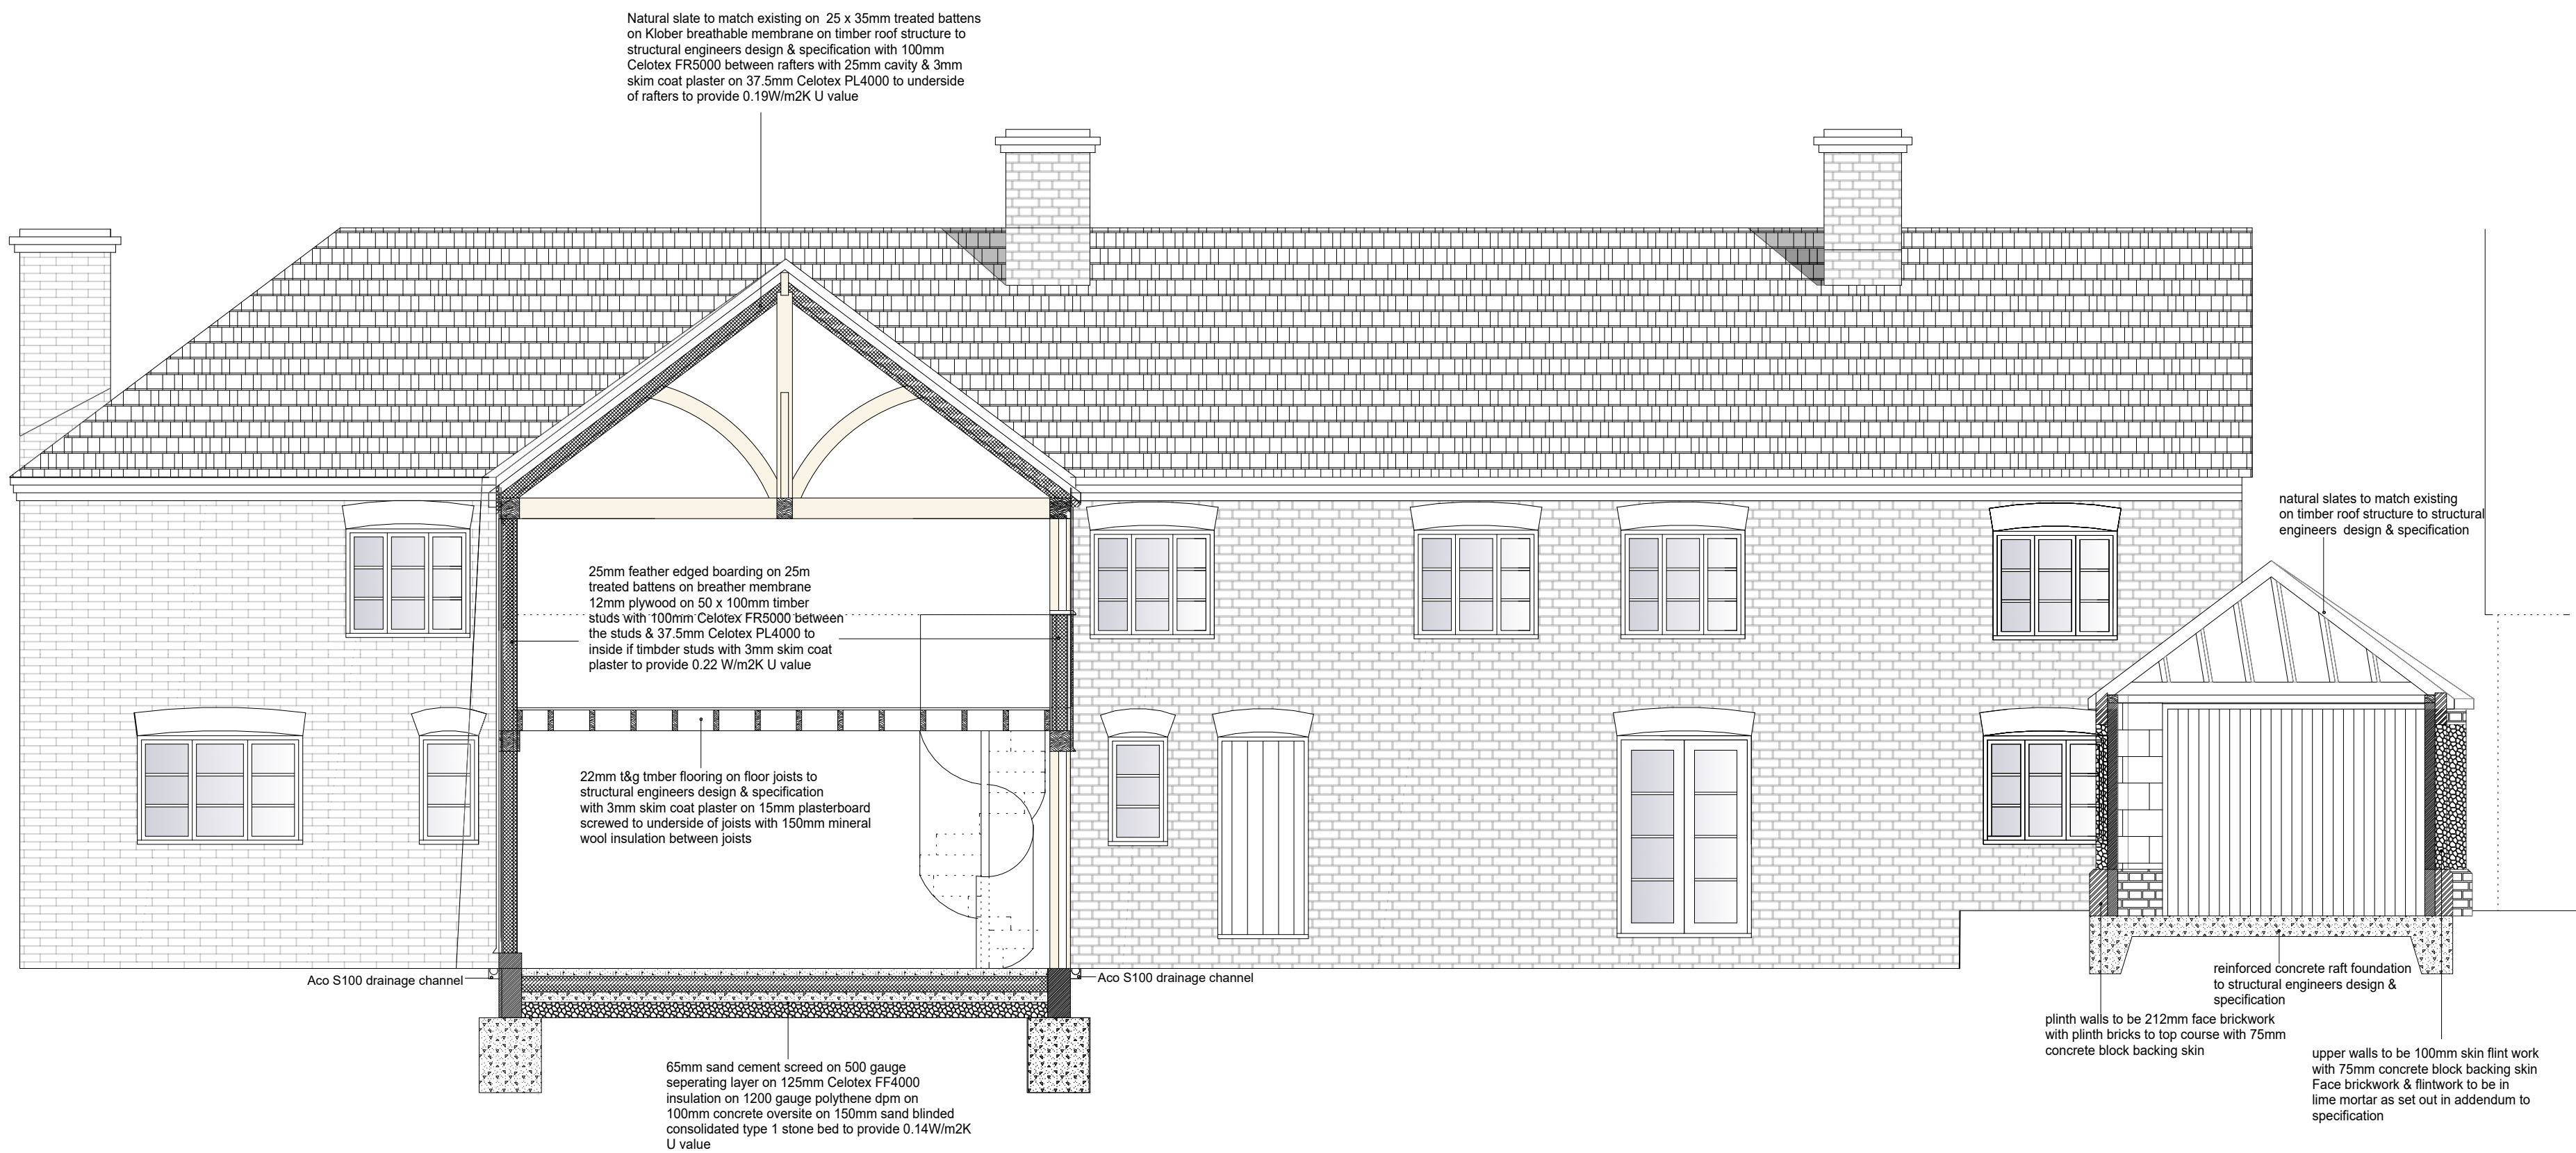 Natural slate to match existing on 25 x 35mm treated battens
on Klober breathable membrane on timber roof structure to
structural engineers design & specification with 100mm
Celotex FR5000 between rafters with 25mm cavity & 3mm
skim coat plaster on 37.5mm Celotex PL4000 to underside
of rafters to provide 0.19W/m2K U value
natural slates to match existing
on timber roof structure to structural
engineers design & specification
25mm feather edged boarding on 25m
treated battens on breather membrane
12mm plywood on 50 x 100mm timber
studs with 100mm Celotex FR5000 between
the studs & 37.5mm Celotex PL4000 to
inside if timbder studs with 3mm skim coat
plaster to provide 0.22 W/m2K U value
22mm t&g tmber flooring on floor joists to
structural engineers design & specification
with 3mm skim coat plaster on 15mm plasterboard
screwed to underside of joists with 150mm mineral
wool insulation between joists
Aco S100 drainage channel
Aco S100 drainage channel
reinforced concrete raft foundation
to structural engineers design &
specification
plinth walls to be 212mm face brickwork
with plinth bricks to top course with 75mm
concrete block backing skin
upper walls to be 100mm skin flint work
with 75mm concrete block backing skin
Face brickwork & flintwork to be in
lime mortar as set out in addendum to
specification
65mm sand cement screed on 500 gauge
seperating layer on 125mm Celotex FF4000
insulation on 1200 gauge polythene dpm on
100mm concrete oversite on 150mm sand blinded
consolidated type 1 stone bed to provide 0.14W/m2K
U value